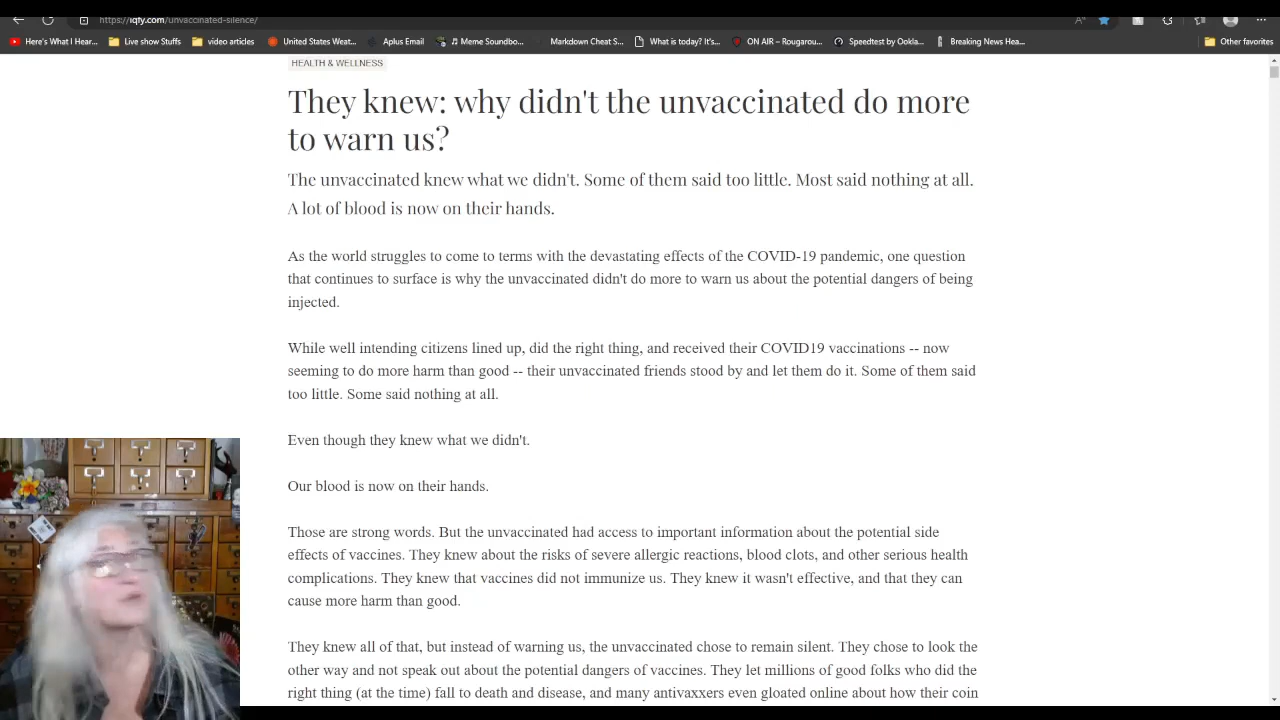 https://iqfy.com/unvaccinated-silence/
Here's What I Hear...
Live show Stuffs
video articles
United States Weat...
Aplus Email
♫ Meme Soundbo...
Markdown Cheat S...
What is today? It's...
ON AIR – Rougarou...
Speedtest by Ookla...
Breaking News Hea...
Other favorites
HEALTH & WELLNESS
They knew: why didn't the unvaccinated do more
to warn us?
The unvaccinated knew what we didn't. Some of them said too little. Most said nothing at all.
A lot of blood is now on their hands.
As the world struggles to come to terms with the devastating effects of the COVID-19 pandemic, one question
that continues to surface is why the unvaccinated didn't do more to warn us about the potential dangers of being
injected.
While well intending citizens lined up, did the right thing, and received their COVID19 vaccinations -- now
seeming to do more harm than good -- their unvaccinated friends stood by and let them do it. Some of them said
too little. Some said nothing at all.
Even though they knew what we didn't.
Our blood is now on their hands.
Those are strong words. But the unvaccinated had access to important information about the potential side
effects of vaccines. They knew about the risks of severe allergic reactions, blood clots, and other serious health
complications. They knew that vaccines did not immunize us. They knew it wasn't effective, and that they can
cause more harm than good.
They knew all of that, but instead of warning us, the unvaccinated chose to remain silent. They chose to look the
other way and not speak out about the potential dangers of vaccines. They let millions of good folks who did the
right thing (at the time) fall to death and disease, and many antivaxxers even gloated online about how their coin